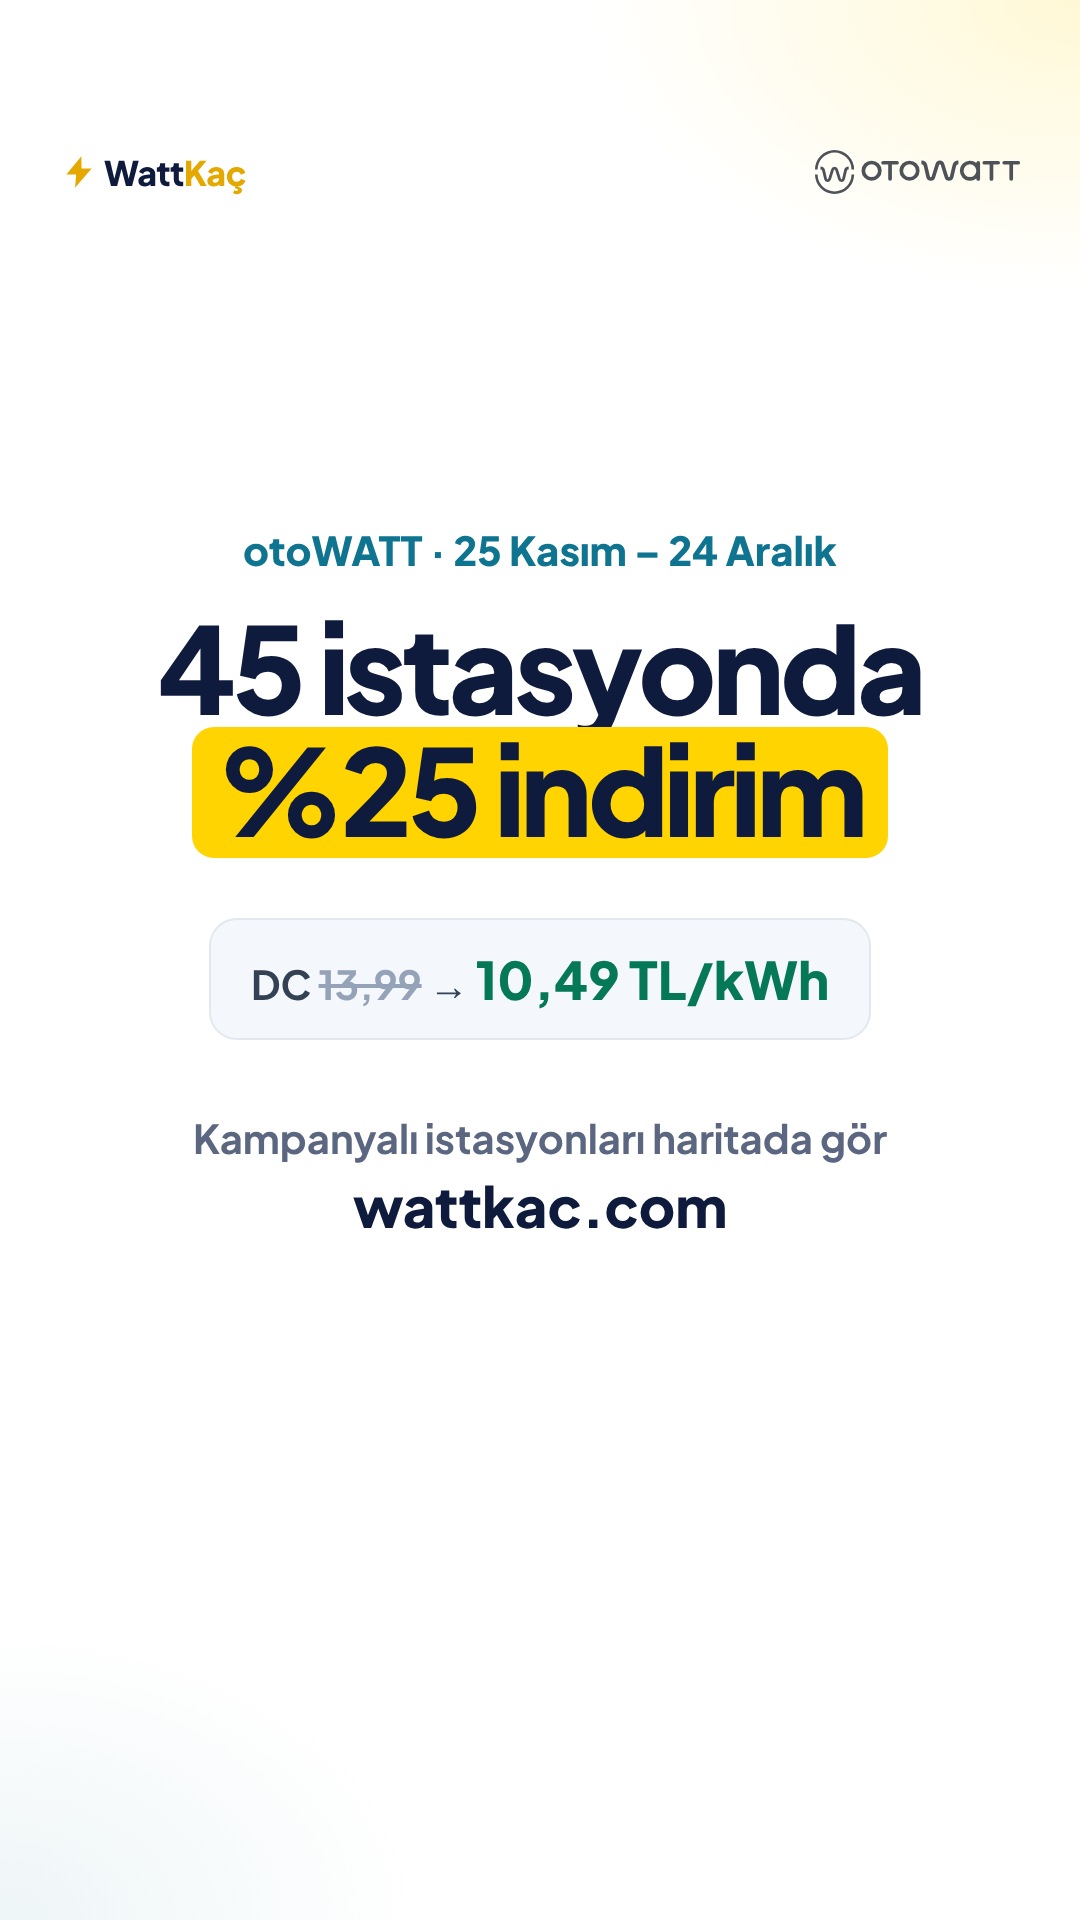 WattKaç
W OTOWATT
otoWATT · 25 Kasım – 24 Aralık
45 istasyonda
%25 indirim
DC 13,99 → 10,49 TL/kWh
Kampanyalı istasyonları haritada gör
wattkac.com